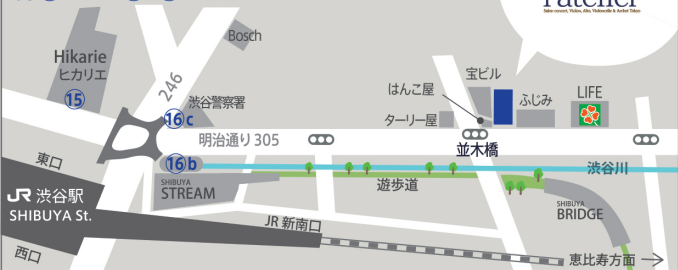 l'atelier
Salon concert, Violon, Alto, Violoncelle & Archet Tokyo
Bosch
Hikarie
ヒカリエ
15
246
宝ビル
はんこ屋
ふじみ
LIFE
渋谷警察署
16c
ターリー屋
明治通り 305
並木橋
東口
16b
渋谷川
SHIBUYA
STREAM
遊歩道
JR 渋谷駅
SHIBUYA St.
SHIBUYA
BRIDGE
JR 新南口
西口
恵比寿方面